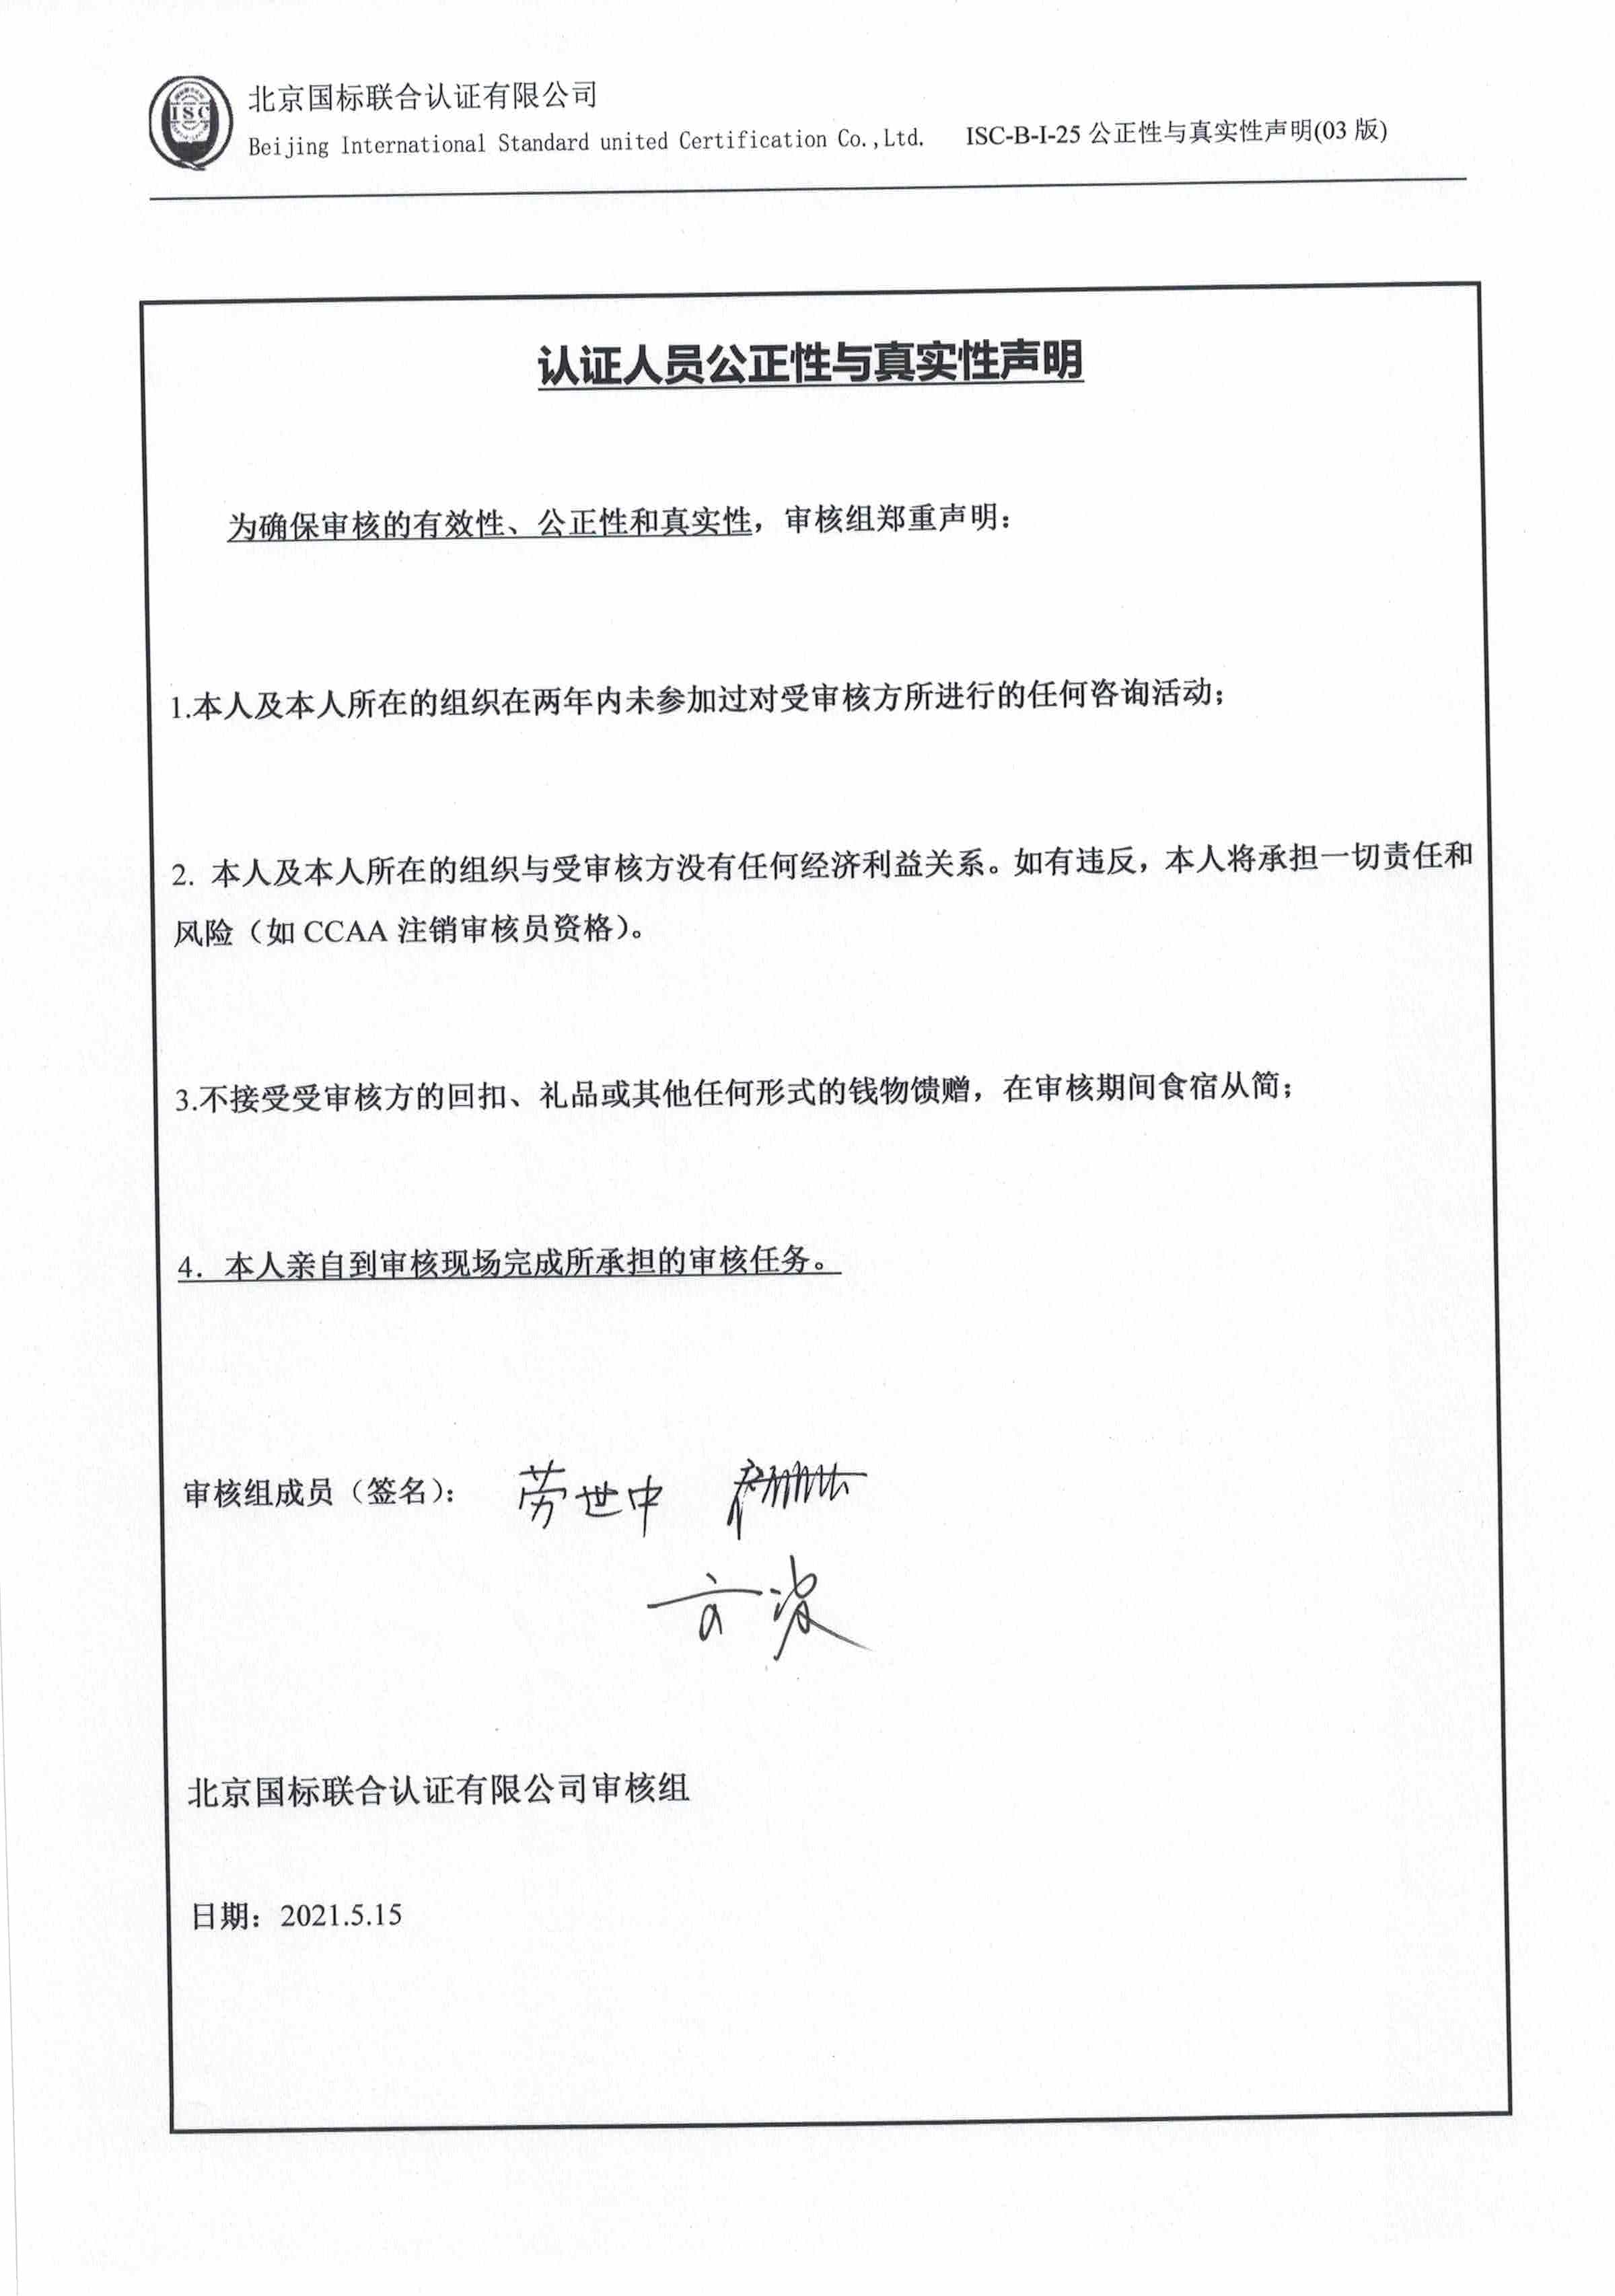 ISC
北京国标联合认证有限公司
Beijing International Standard united Certification Co.,Ltd. ISC-B-I-25 公正性与真实性声明(03 版)
认证人员公正性与真实性声明
为确保审核的有效性、公正性和真实性，审核组郑重声明：
1.本人及本人所在的组织在两年内未参加过对受审核方所进行的任何咨询活动；
2. 本人及本人所在的组织与受审核方没有任何经济利益关系。如有违反，本人将承担一切责任和
风险（如 CCAA 注销审核员资格）。
3.不接受受审核方的回扣、礼品或其他任何形式的钱物馈赠，在审核期间食宿从简；
4. 本人亲自到审核现场完成所承担的审核任务。
审核组成员（签名）： 劳世中
北京国标联合认证有限公司审核组
日期：2021.5.15